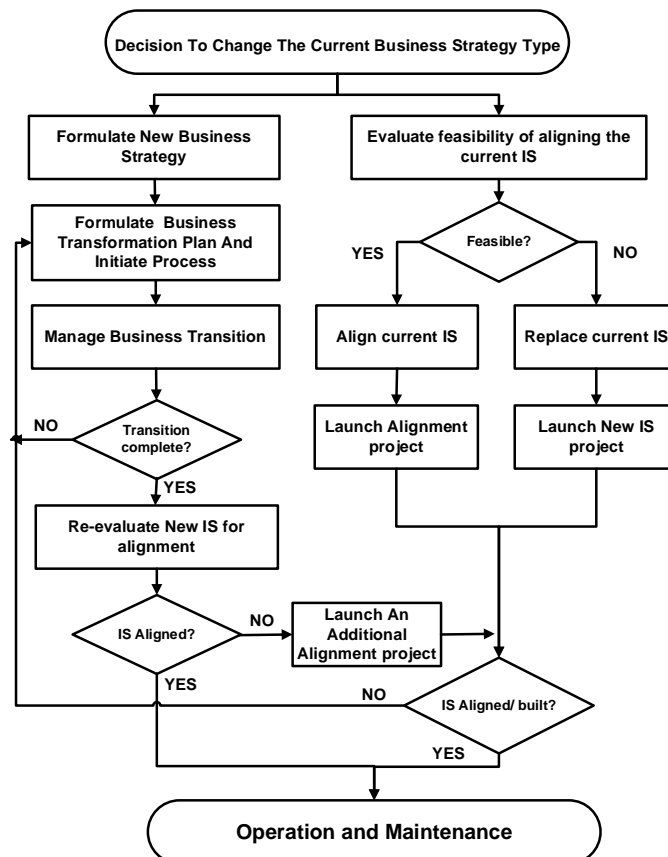 Decision To Change The Current Business Strategy Type
Formulate New Business
Strategy
Evaluate feasibility of aligning the
current IS
Formulate Business
Transformation Plan And
Initiate Process
Feasible?
YES
NO
Manage Business Transition
Align current IS
Replace current IS
NO
Transition
complete?
YES
Launch Alignment
project
Launch New IS
project
Re-evaluate New IS for
alignment
IS Aligned?
NO
Launch An
Additional
Alignment project
YES
NO
IS Aligned/ built?
YES
Operation and Maintenance